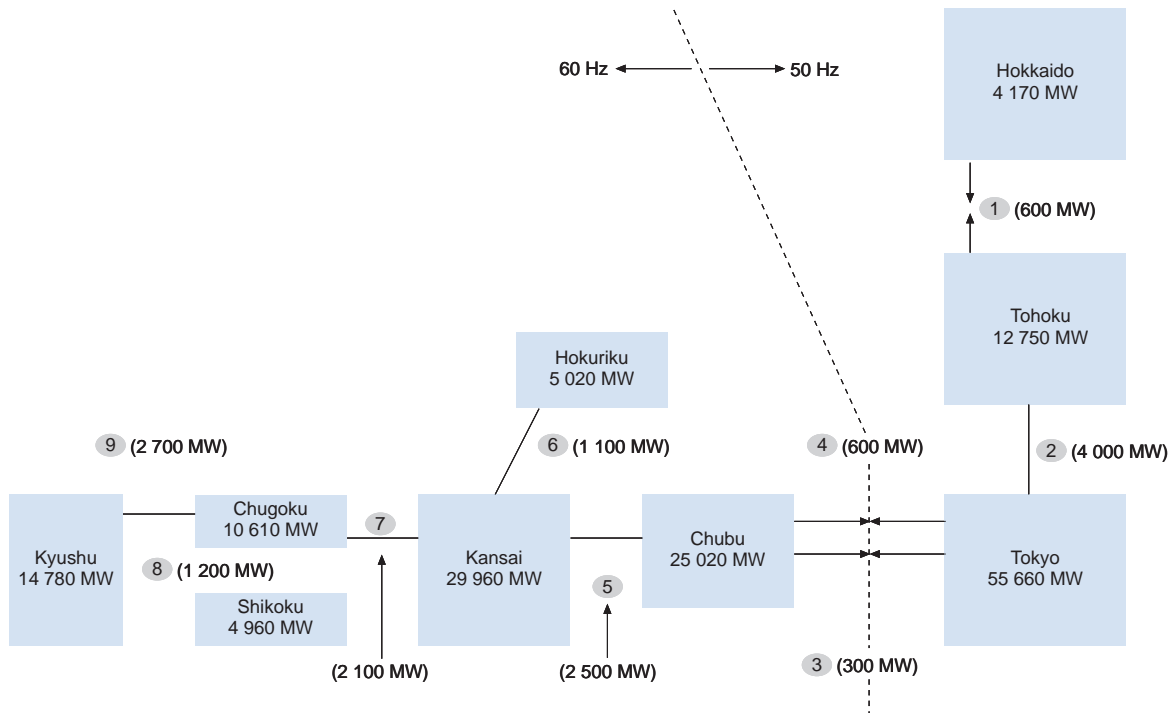 60 Hz
50 Hz
Hokkaido
4 170 MW
1 (600 MW)
Tohoku
12 750 MW
Hokuriku
5 020 MW
9 (2 700 MW)
6 (1 100 MW)
4 (600 MW)
2 (4 000 MW)
Kyushu
14 780 MW
Chugoku
10 610 MW
7
Kansai
29 960 MW
Chubu
25 020 MW
Tokyo
55 660 MW
8 (1 200 MW)
5
Shikoku
4 960 MW
(2 100 MW)
(2 500 MW)
3 (300 MW)